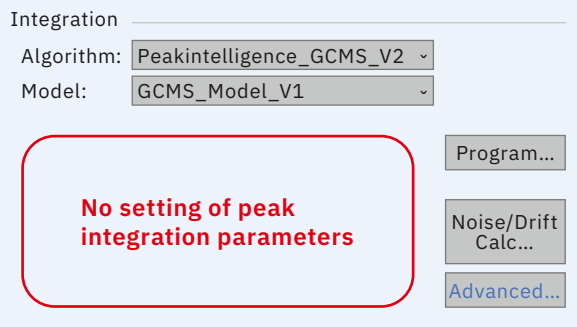 Integration
Algorithm: Peakintelligence_GCMS_V2
Model: GCMS_Model_V1
No setting of peak
integration parameters
Program...
Noise/Drift
Calc...
Advanced...